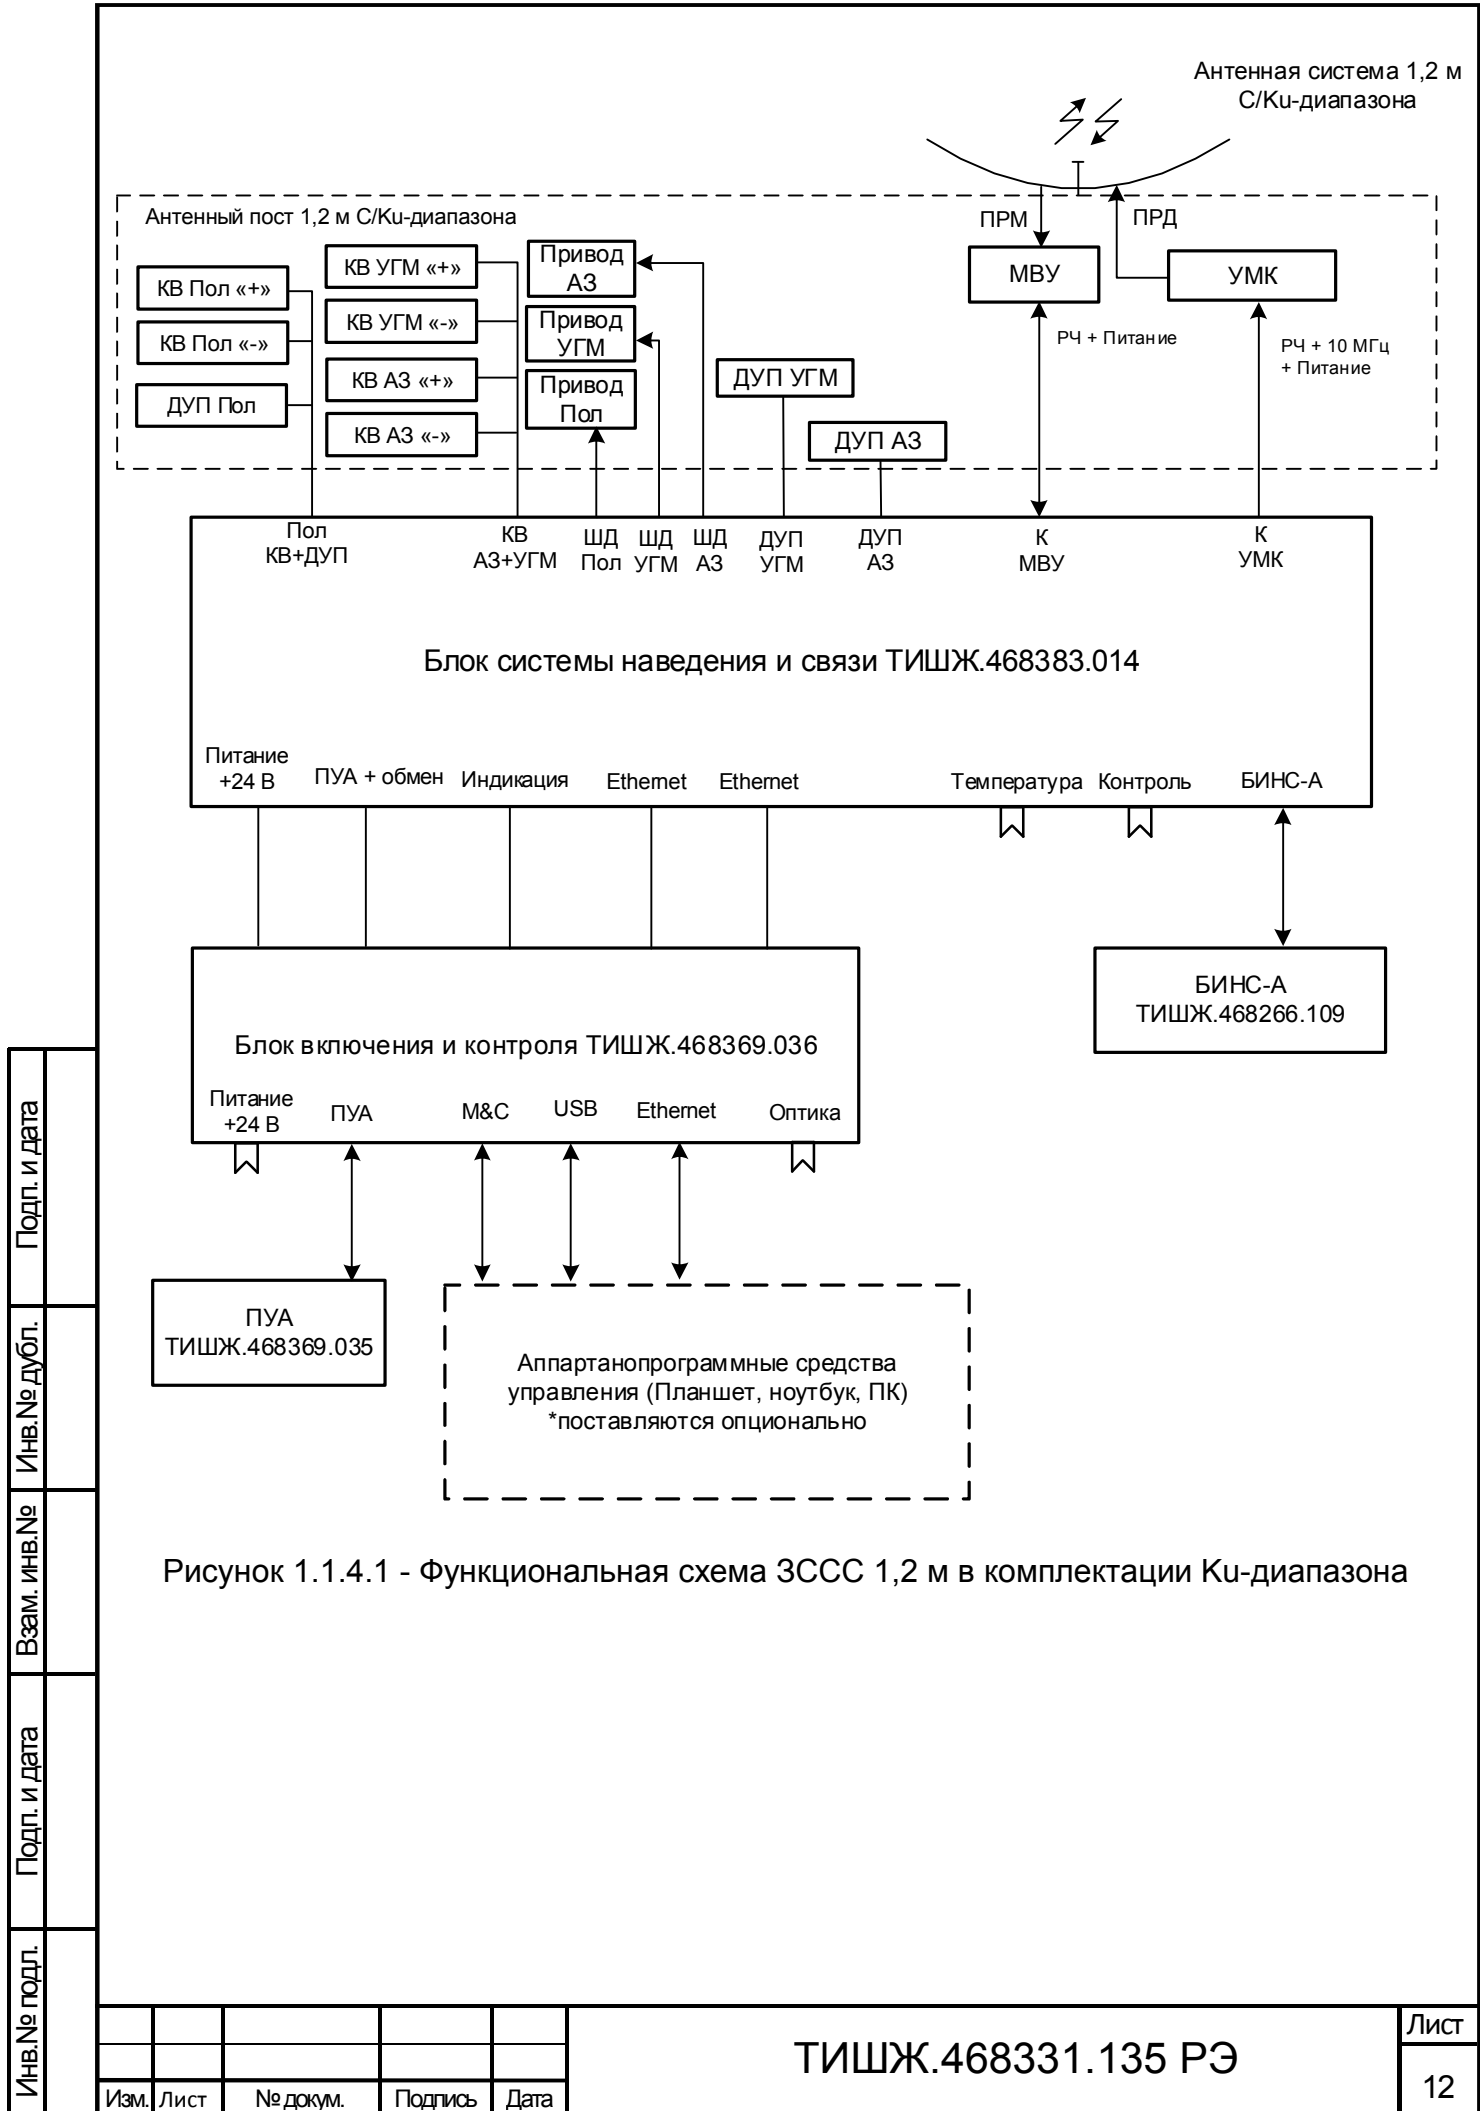 Антенная система 1,2 м
C/Ku-диапазона
Антенный пост 1,2 м C/Ku-диапазона
ПРМ
ПРД
КВ Пол «+»
КВ Пол «-»
ДУП Пол
КВ УГМ «+»
КВ УГМ «-»
КВ АЗ «+»
КВ АЗ «-»
Привод
АЗ
Привод
УГМ
Привод
Пол
ДУП УГМ
ДУП АЗ
МВУ
УМК
РЧ + Питание
РЧ + 10 МГц
+ Питание
Пол
КВ+ДУП
КВ
АЗ+УГМ
ШД
Пол
ШД
УГМ
ШД
АЗ
ДУП
УГМ
ДУП
АЗ
К
МВУ
К
УМК
Блок системы наведения и связи ТИШЖ.468383.014
Питание
+24 В
ПУА + обмен
Индикация
Ethernet
Ethernet
Температура
Контроль
БИНС-А
БИНС-А
ТИШЖ.468266.109
Блок включения и контроля ТИШЖ.468369.036
Питание
+24 В
ПУА
M&C
USB
Ethernet
Оптика
ПУА
ТИШЖ.468369.035
Аппартанопрограммные средства
управления (Планшет, ноутбук, ПК)
*поставляются опционально
Рисунок 1.1.4.1 - Функциональная схема ЗССС 1,2 м в комплектации Ku-диапазона
Подп. и дата
Инв.№ дубл.
Взам. инв.№
Подп. и дата
Инв.№ подл.
Изм.
Лист
№ докум.
Подпись
Дата
ТИШЖ.468331.135 РЭ
Лист
12